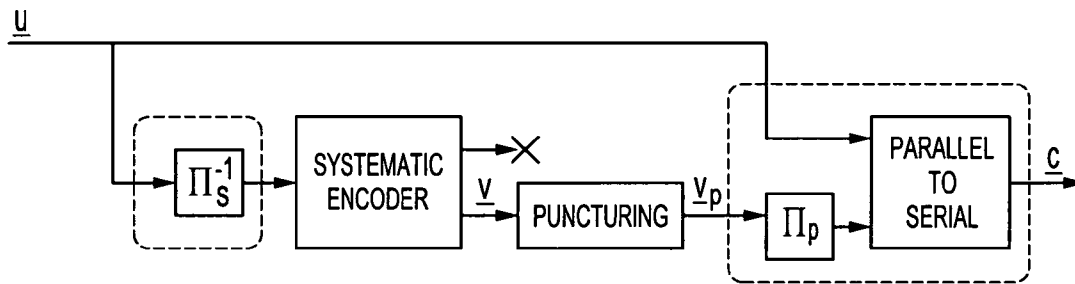 u
Π_S^-1
SYSTEMATIC
ENCODER
v
PUNCTURING
v_p
Π_p
PARALLEL
TO
SERIAL
c